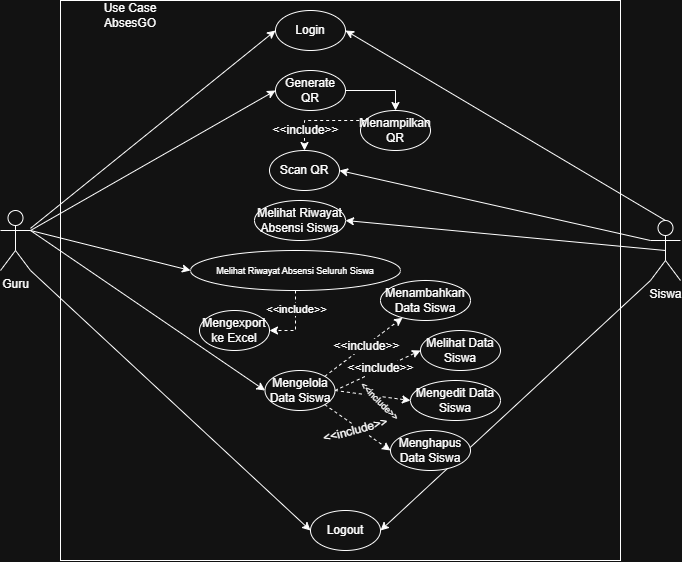 Use Case
AbsesGO
Login
Generate
QR
<<include>>
Menampilkan
QR
Scan QR
Melihat Riwayat
Absensi Siswa
Guru
Siswa
Melihat Riwayat Absensi Seluruh Siswa
Menambahkan
Data Siswa
<<include>>
Mengexport
ke Excel
<<include>>
Melihat Data
Siswa
<<include>>
Mengelola
Data Siswa
<<include>>
Mengedit Data
Siswa
<<include>>
Menghapus
Data Siswa
Logout